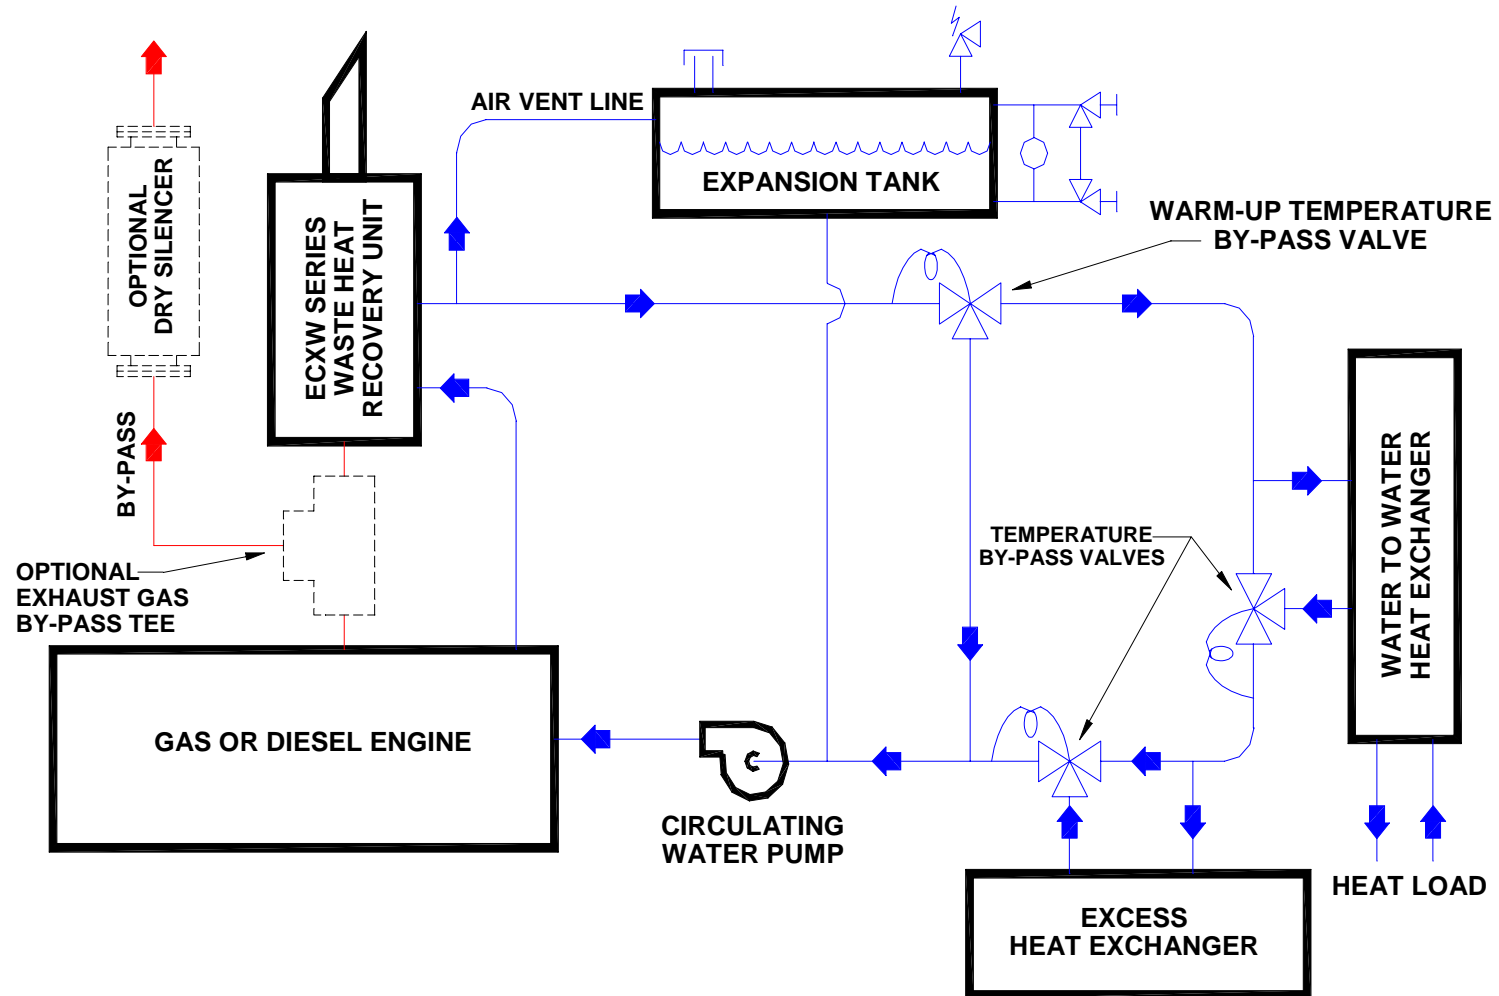 AIR VENT LINE
EXPANSION TANK
WARM-UP TEMPERATURE
BY-PASS VALVE
OPTIONAL
DRY SILENCER
ECXW SERIES
WASTE HEAT
RECOVERY UNIT
BY-PASS
OPTIONAL
EXHAUST GAS
BY-PASS TEE
TEMPERATURE
BY-PASS VALVES
WATER TO WATER
HEAT EXCHANGER
GAS OR DIESEL ENGINE
CIRCULATING
WATER PUMP
HEAT LOAD
EXCESS
HEAT EXCHANGER